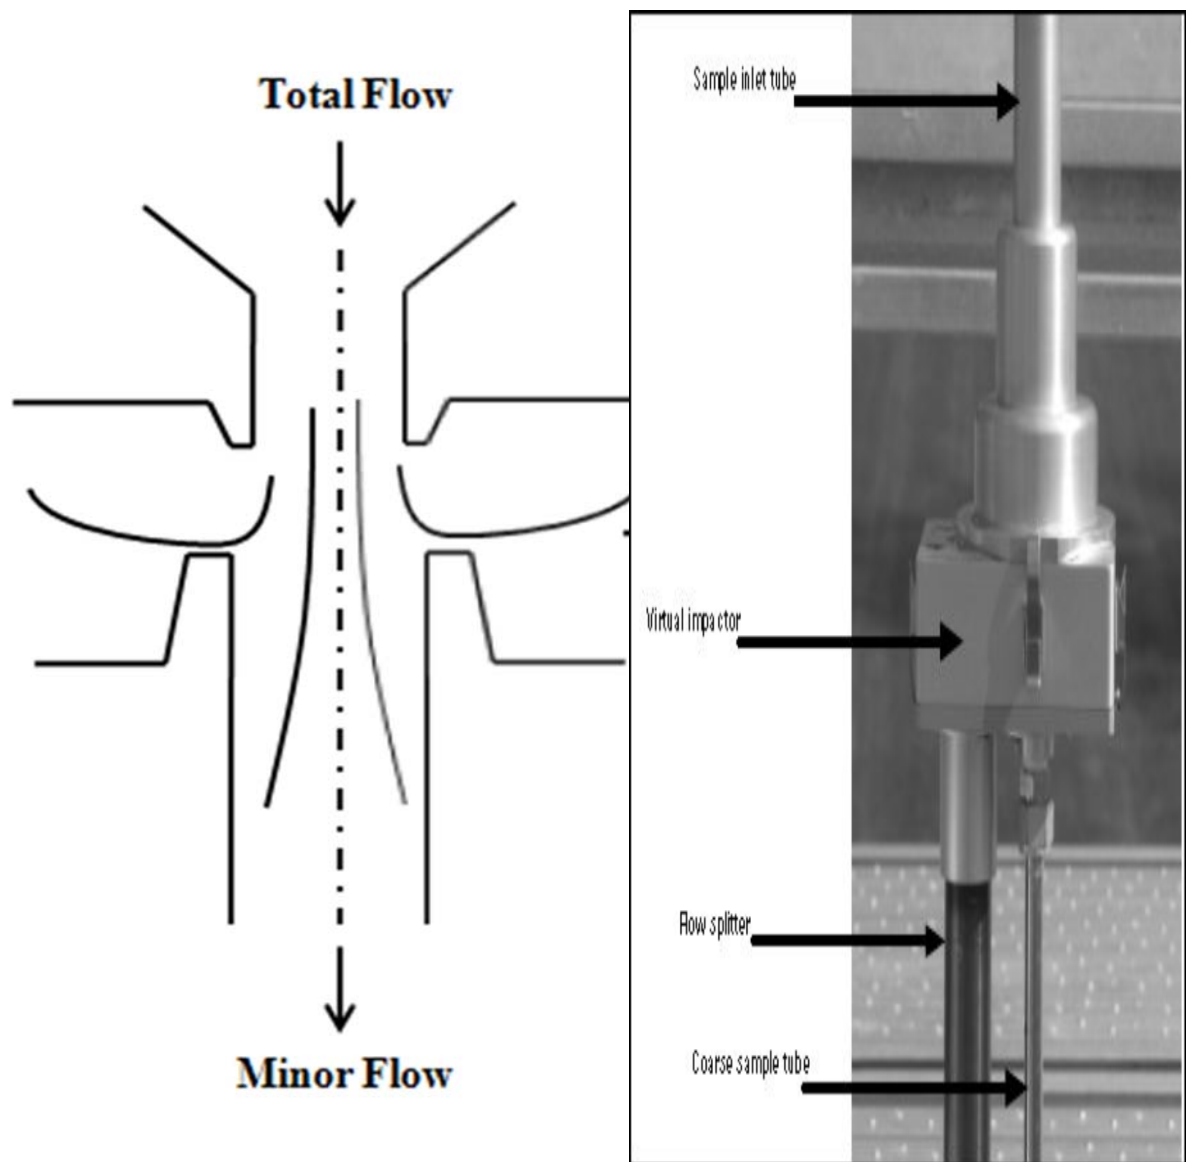 Total Flow
Minor Flow
Sample inlet tube
Virtual impactor
Flow splitter
Coarse sample tube